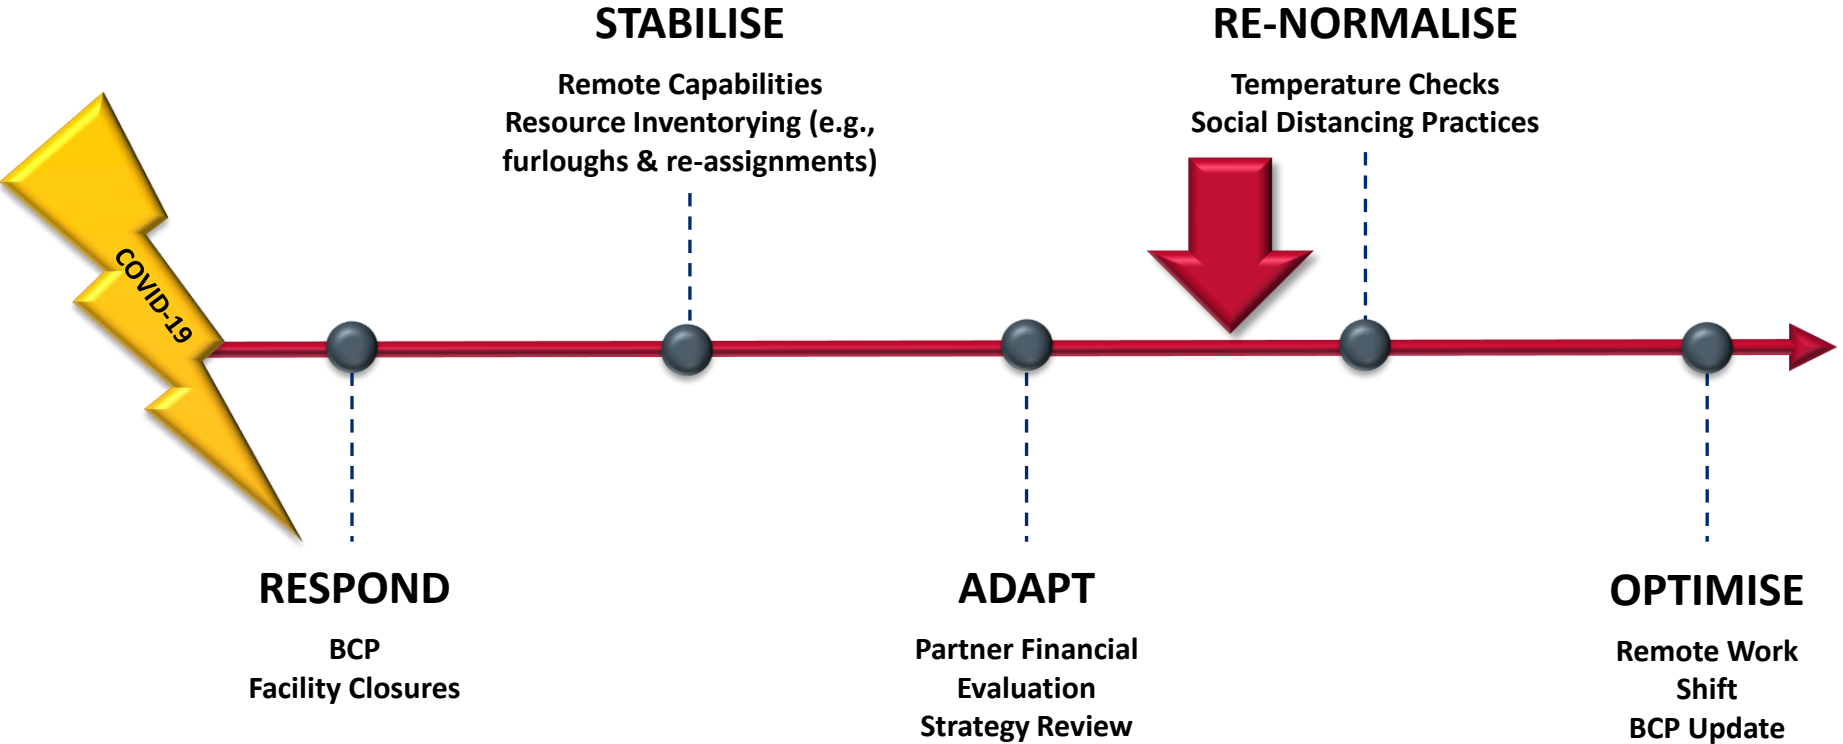 STABILISE
Remote Capabilities
Resource Inventorying (e.g.,
furloughs & re-assignments)
RE-NORMALISE
Temperature Checks
Social Distancing Practices
COVID-19
RESPOND
BCP
Facility Closures
ADAPT
Partner Financial
Evaluation
Strategy Review
OPTIMISE
Remote Work
Shift
BCP Update